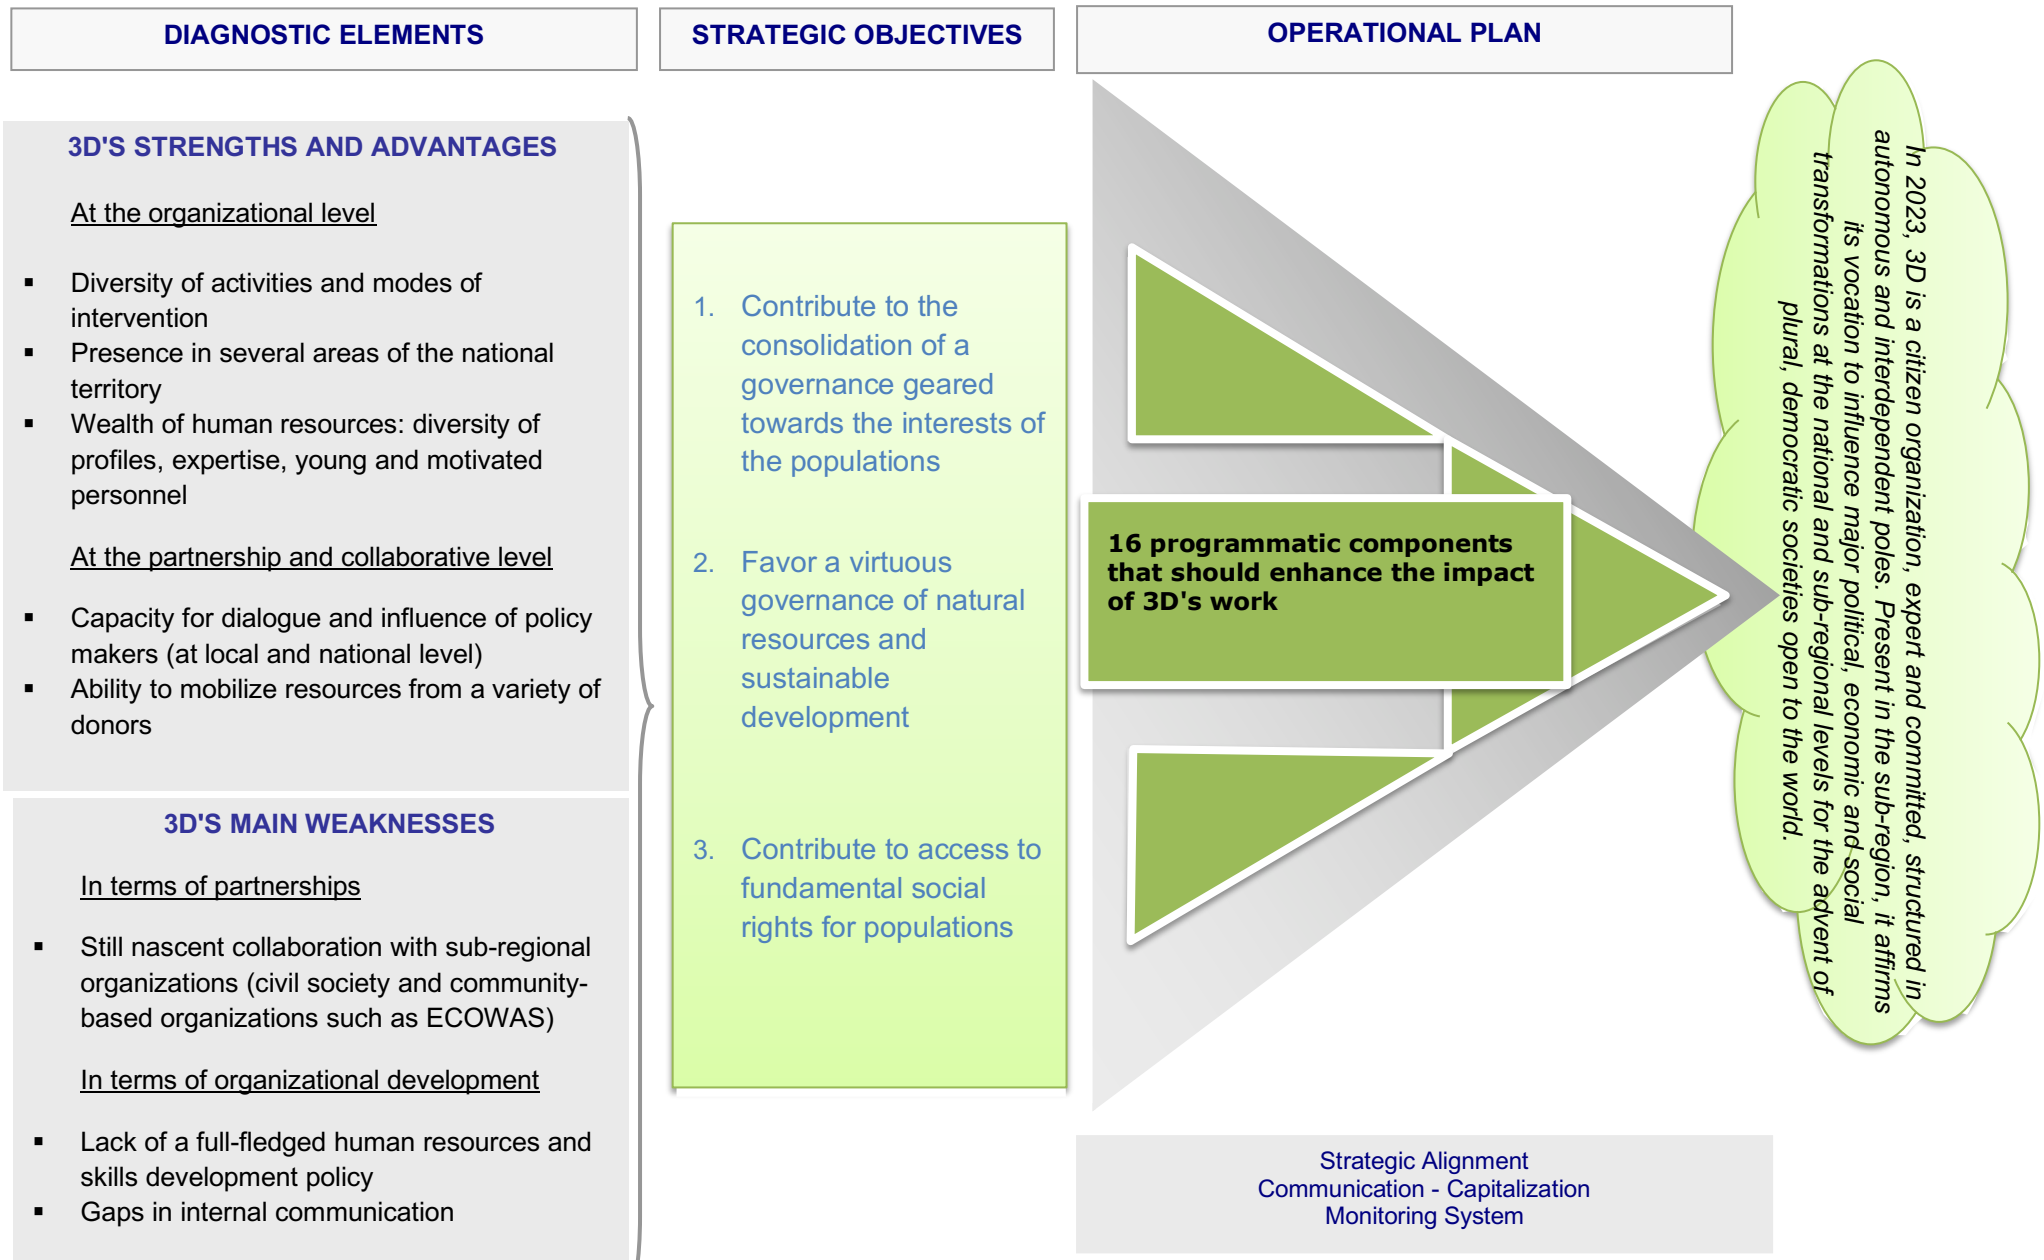 DIAGNOSTIC ELEMENTS
STRATEGIC OBJECTIVES
OPERATIONAL PLAN
3D'S STRENGTHS AND ADVANTAGES
At the organizational level
▪ Diversity of activities and modes of
intervention
▪ Presence in several areas of the national
territory
▪ Wealth of human resources: diversity of
profiles, expertise, young and motivated
personnel
At the partnership and collaborative level
▪ Capacity for dialogue and influence of policy
makers (at local and national level)
▪ Ability to mobilize resources from a variety of
donors
3D'S MAIN WEAKNESSES
In terms of partnerships
▪ Still nascent collaboration with sub-regional
organizations (civil society and community-
based organizations such as ECOWAS)
In terms of organizational development
▪ Lack of a full-fledged human resources and
skills development policy
▪ Gaps in internal communication
1. Contribute to the
consolidation of a
governance geared
towards the interests of
the populations
2. Favor a virtuous
governance of natural
resources and
sustainable
development
3. Contribute to access to
fundamental social
rights for populations
16 programmatic components
that should enhance the impact
of 3D's work
Strategic Alignment
Communication - Capitalization
Monitoring System
In 2023, 3D is a citizen organization, expert and committed, structured in
autonomous and interdependent poles. Present in the sub-region, it affirms
its vocation to influence major political, economic and social
transformations at the national and sub-regional levels for the advent of
plural, democratic societies open to the world.